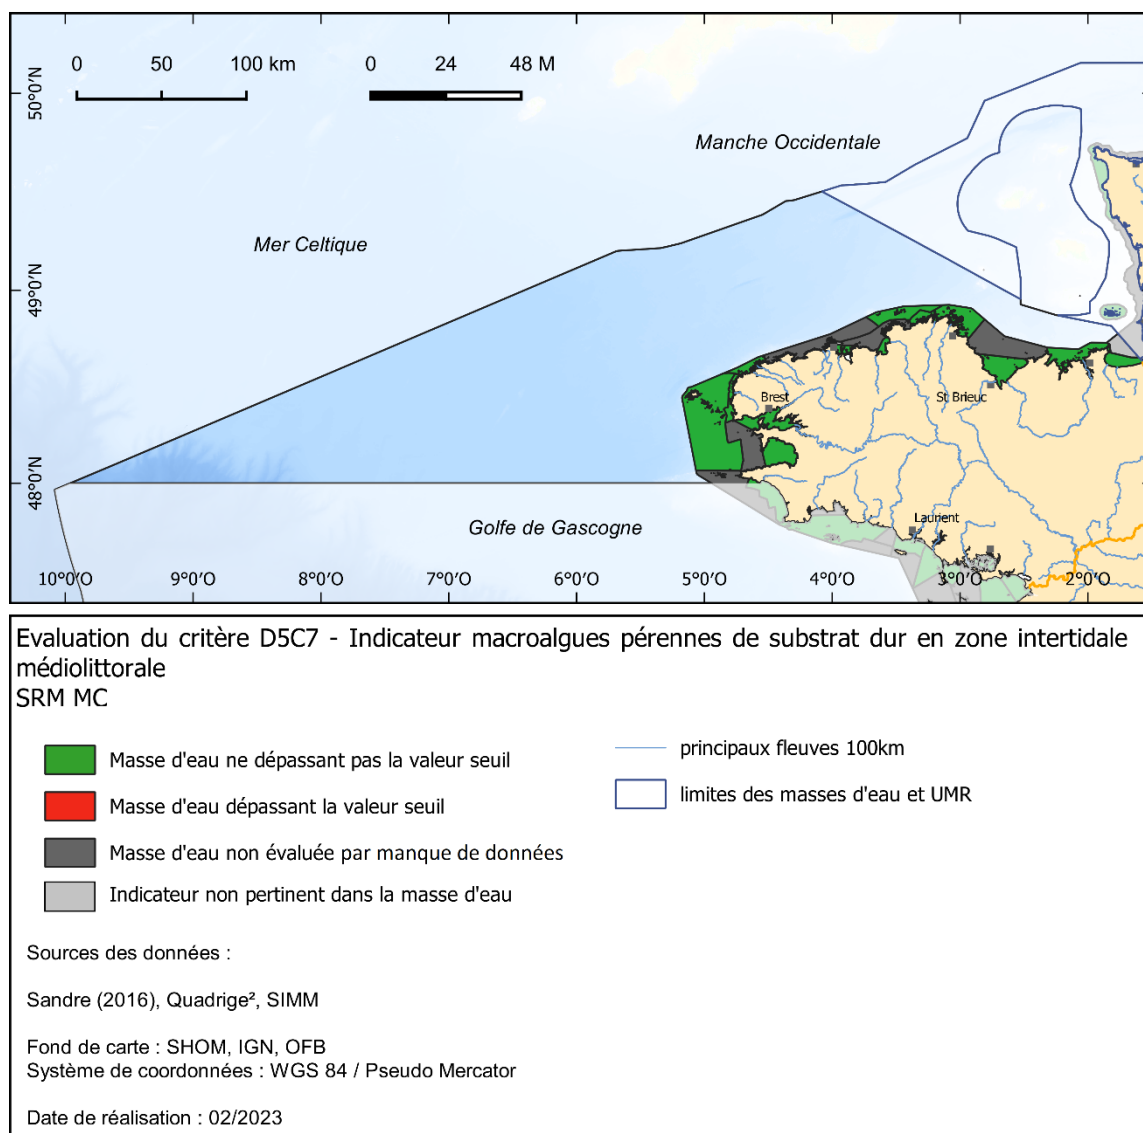 0 50 100 km
0 24 48 M
50°0'N
Manche Occidentale
Mer Celtique
49°0'N
Brest
St Brieuc
48°0'N
Golfe de Gascogne
Laurient
10°0'O 9°0'O 8°0'O 7°0'O 6°0'O 5°0'O 4°0'O 3°0'O 2°0'O
Evaluation du critère D5C7 - Indicateur macroalgues pérennes de substrat dur en zone intertidale
médiolittorale
SRM MC
Masse d'eau ne dépassant pas la valeur seuil
Masse d'eau dépassant la valeur seuil
Masse d'eau non évaluée par manque de données
Indicateur non pertinent dans la masse d'eau
principaux fleuves 100km
limites des masses d'eau et UMR
Sources des données :
Sandre (2016), Quadrige², SIMM
Fond de carte : SHOM, IGN, OFB
Système de coordonnées : WGS 84 / Pseudo Mercator
Date de réalisation : 02/2023